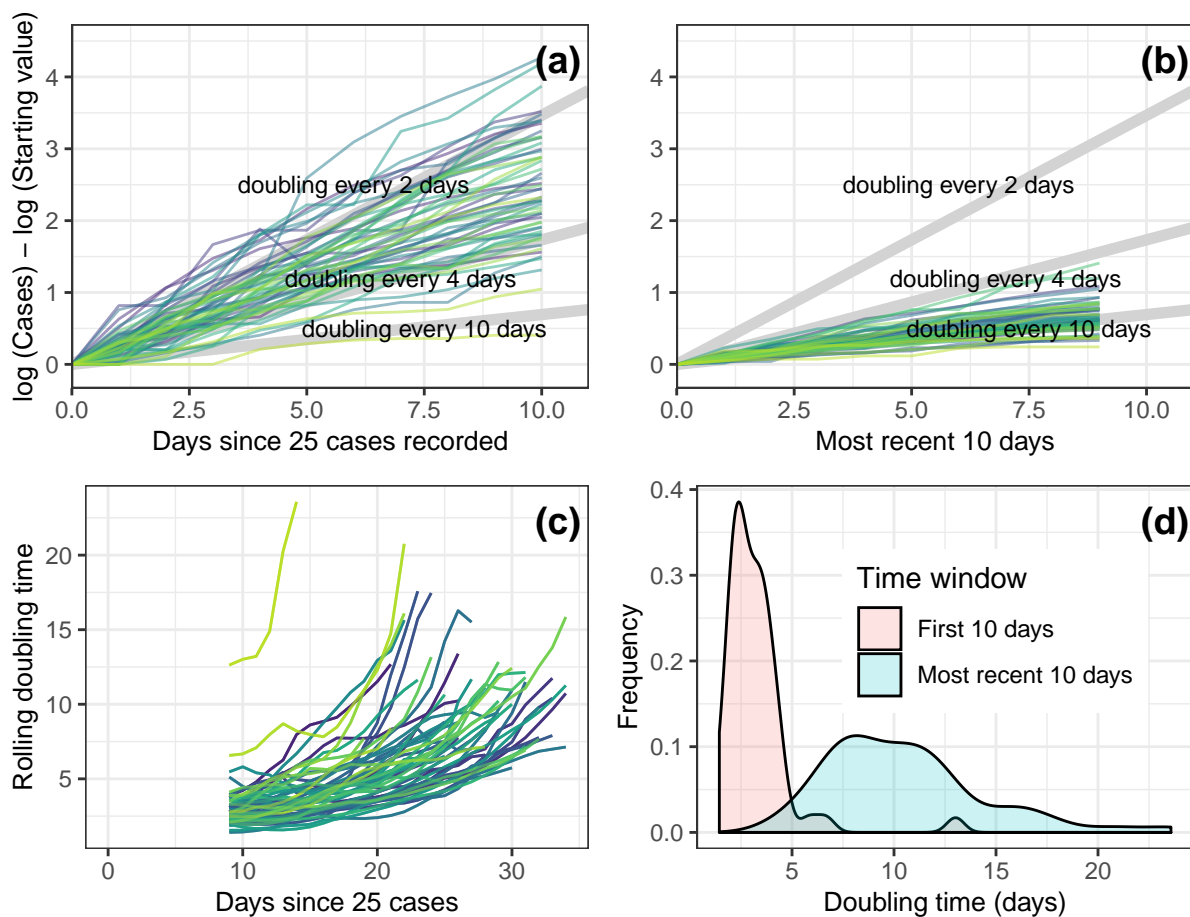 (a)
log (Cases) − log (Starting value)
4
3
2
1
0
doubling every 2 days
doubling every 4 days
doubling every 10 days
0.0 2.5 5.0 7.5 10.0
Days since 25 cases recorded
(b)
4
3
2
1
0
doubling every 2 days
doubling every 4 days
doubling every 10 days
0.0 2.5 5.0 7.5 10.0
Most recent 10 days
(c)
Rolling doubling time
20
15
10
5
0 10 20 30
Days since 25 cases
(d)
Frequency
0.4
0.3
0.2
0.1
0.0
Time window
First 10 days
Most recent 10 days
5 10 15 20
Doubling time (days)